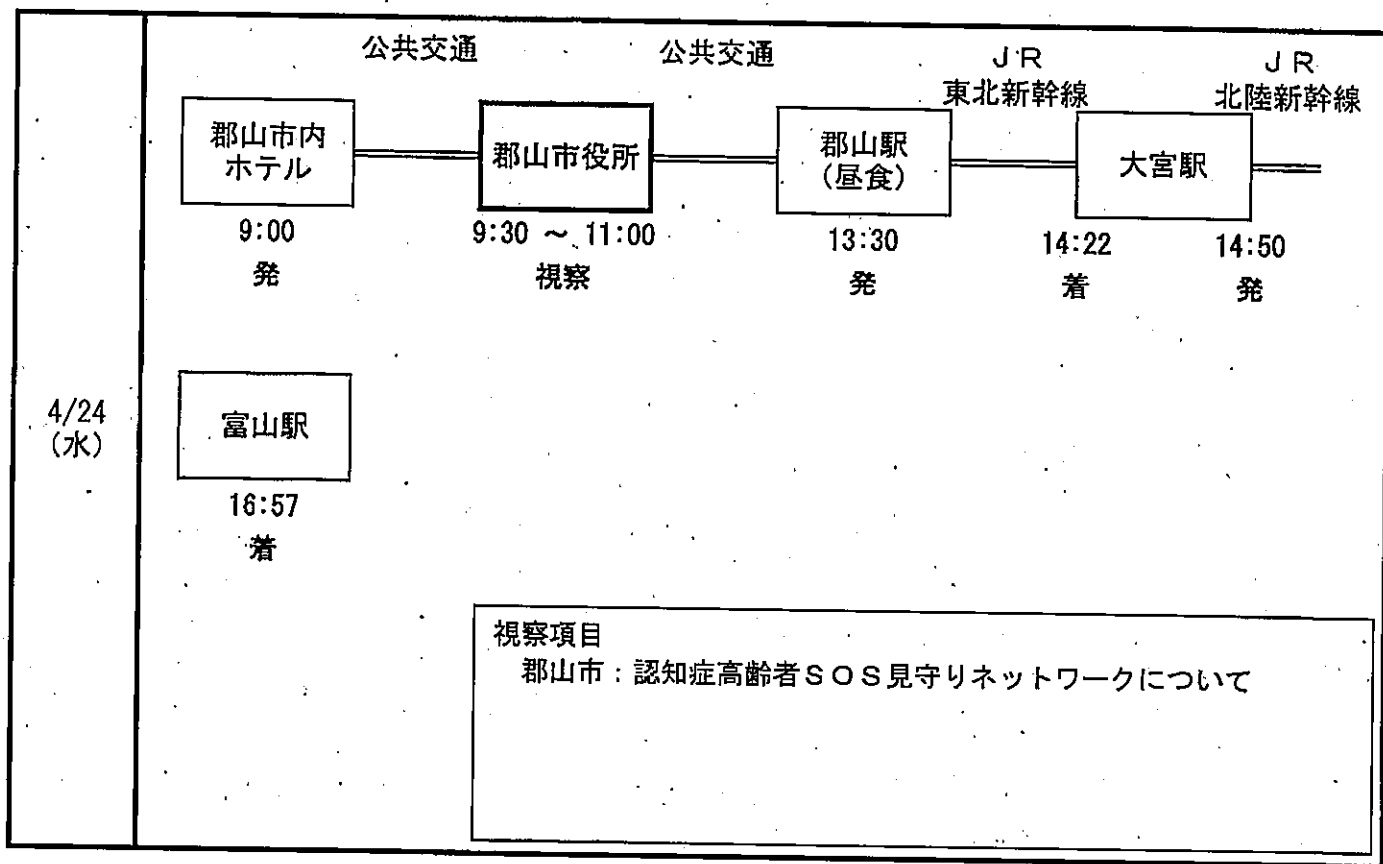 公共交通
公共交通
ＪＲ
東北新幹線
ＪＲ
北陸新幹線
郡山市内
ホテル
郡山市役所
郡山駅
(昼食)
大宮駅
9:00
発
9:30 ～ 11:00
視察
13:30
発
14:22
着
14:50
発
4/24
(水)
富山駅
16:57
着
視察項目
郡山市：認知症高齢者ＳＯＳ見守りネットワークについて